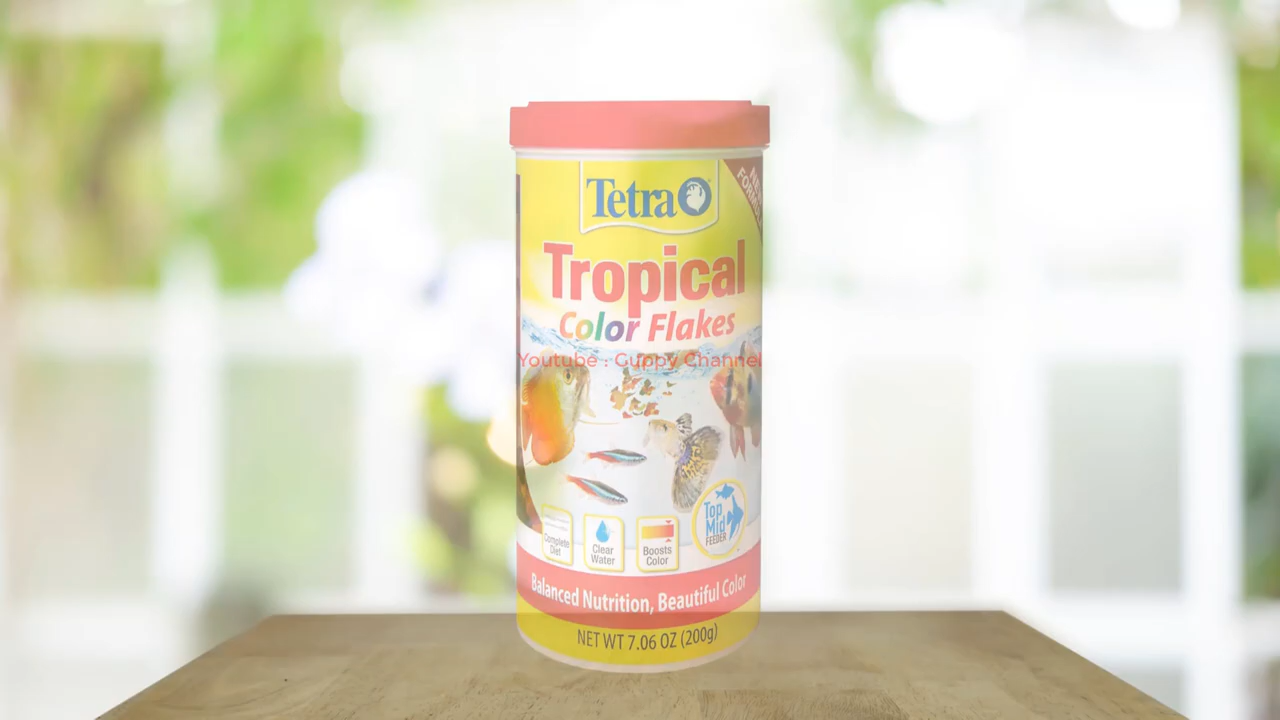 Tetra
NEW
FORMULA
Tropical
Color Flakes
Youtube : Guppy Channel
Complete
Diet
Clear
Water
Boosts
Color
Top
Mid
FEEDER
Balanced Nutrition, Beautiful Color
NET WT 7.06 OZ (200g)